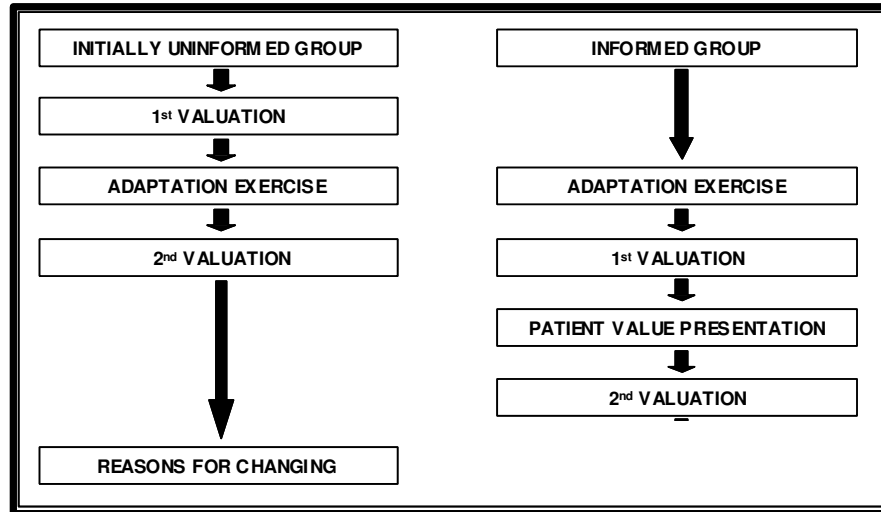 INITIALLY UNINFORMED GROUP
1st VALUATION
ADAPTATION EXERCISE
2nd VALUATION
REASONS FOR CHANGING
INFORMED GROUP
ADAPTATION EXERCISE
1st VALUATION
PATIENT VALUE PRESENTATION
2nd VALUATION